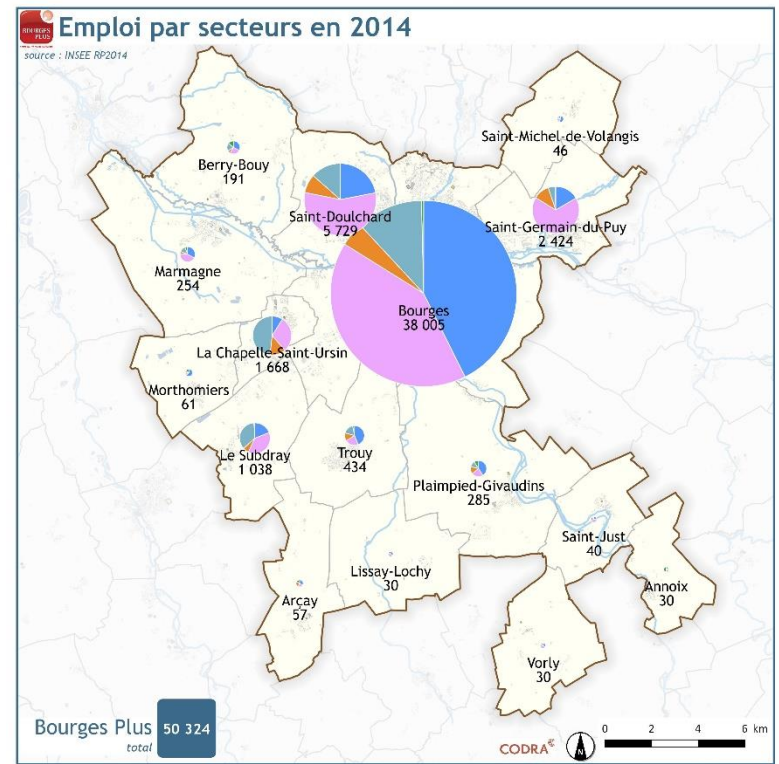 BOURGES
PLUS
Emploi par secteurs en 2014
source : INSEE RP2014
Saint-Michel-de-Volangis
46
Berry-Bouy
191
Saint-Doulchard
5 729
Saint-Germain-du-Puy
2 424
Marmagne
254
Bourges
38 005
La Chapelle-Saint-Ursin
1 668
Morthomiers
61
Le Subdray
1 038
Trouy
434
Plaimpied-Givaudins
285
Saint-Just
40
Lissay-Lochy
30
Annoix
30
Arçay
57
Vorly
30
Bourges Plus
total
50 324
CODRA
N
0 2 4 6 km